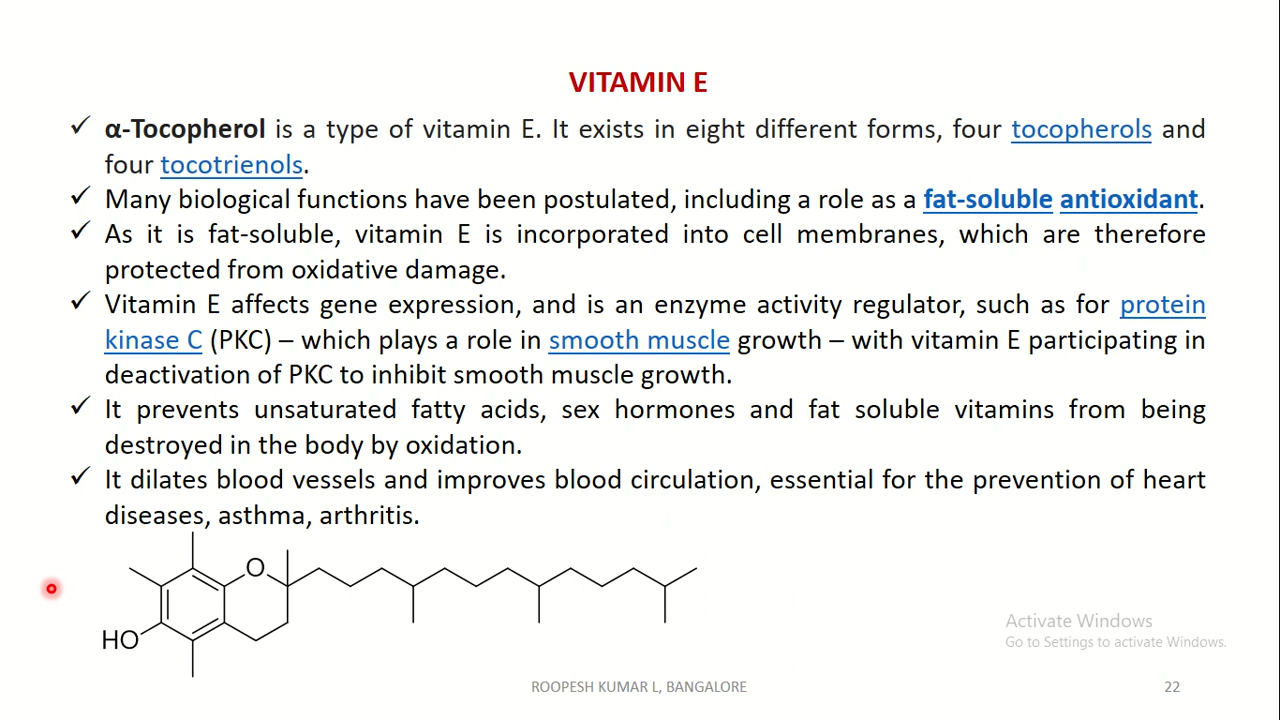 VITAMIN E
✓ α-Tocopherol is a type of vitamin E. It exists in eight different forms, four tocopherols and
four tocotrienols.
✓ Many biological functions have been postulated, including a role as a fat-soluble antioxidant.
✓ As it is fat-soluble, vitamin E is incorporated into cell membranes, which are therefore
protected from oxidative damage.
✓ Vitamin E affects gene expression, and is an enzyme activity regulator, such as for protein
kinase C (PKC) – which plays a role in smooth muscle growth – with vitamin E participating in
deactivation of PKC to inhibit smooth muscle growth.
✓ It prevents unsaturated fatty acids, sex hormones and fat soluble vitamins from being
destroyed in the body by oxidation.
✓ It dilates blood vessels and improves blood circulation, essential for the prevention of heart
diseases, asthma, arthritis.
O
HO
Activate Windows
Go to Settings to activate Windows.
ROOPESH KUMAR L, BANGALORE
22